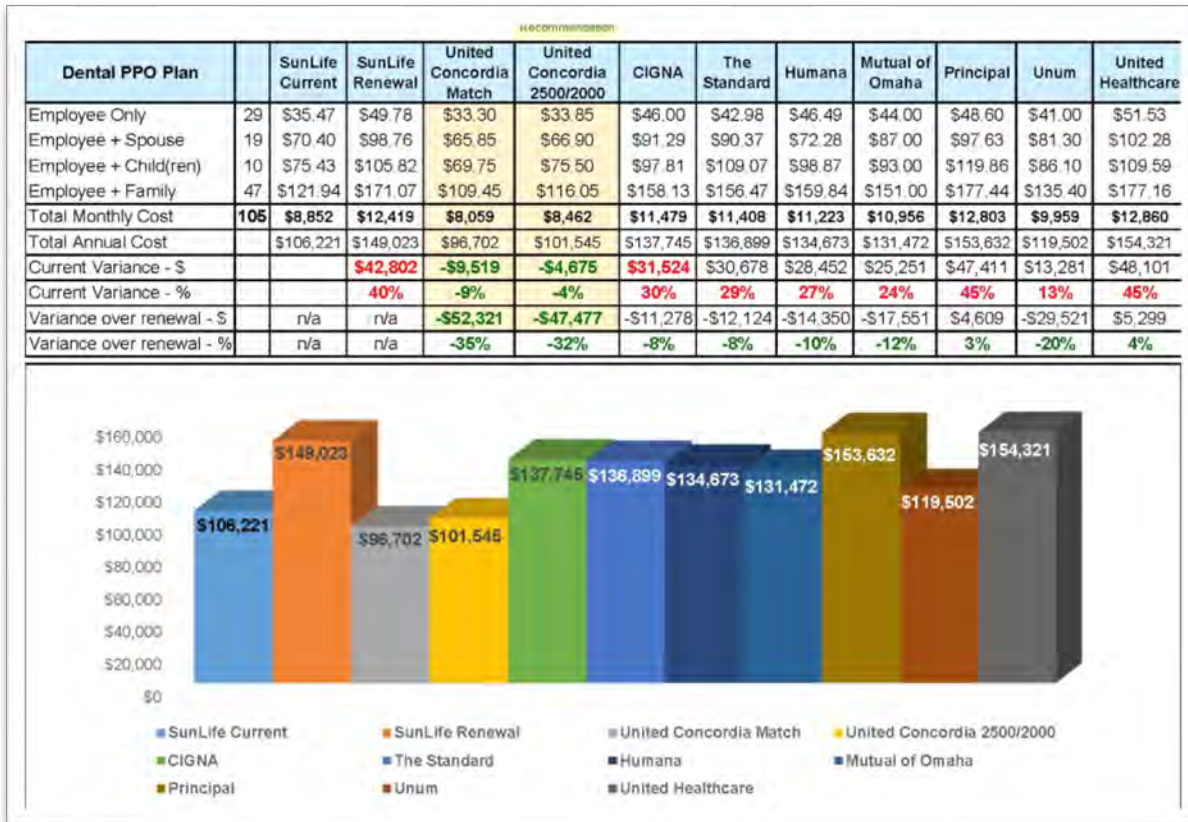 Recommendation
Dental PPO Plan SunLife Current SunLife Renewal United Concordia Match United Concordia 2500/2000 CIGNA The Standard Humana Mutual of Omaha Principal Unum United Healthcare
Employee Only 29 $35.47 $49.78 $33.30 $33.85 $46.00 $42.98 $46.49 $44.00 $48.60 $41.00 $51.53
Employee + Spouse 19 $70.40 $98.76 $65.85 $66.90 $91.29 $90.37 $72.28 $87.00 $97.63 $81.30 $102.28
Employee + Child(ren) 10 $75.43 $105.82 $69.75 $75.50 $97.81 $109.07 $98.87 $93.00 $119.86 $86.10 $109.59
Employee + Family 47 $121.94 $171.07 $109.45 $116.05 $158.13 $156.47 $159.84 $151.00 $177.44 $135.40 $177.16
Total Monthly Cost 105 $8,852 $12,419 $8,059 $8,462 $11,479 $11,408 $11,223 $10,956 $12,803 $9,959 $12,860
Total Annual Cost $106,221 $149,023 $96,702 $101,545 $137,745 $136,899 $134,673 $131,472 $153,632 $119,502 $154,321
Current Variance - $ $42,802 -$9,519 -$4,675 $31,524 $30,678 $28,452 $25,251 $47,411 $13,281 $48,101
Current Variance - % 40% -9% -4% 30% 29% 27% 24% 45% 13% 45%
Variance over renewal - $ n/a n/a -$52,321 -$47,477 -$11,278 -$12,124 -$14,350 -$17,551 $4,609 -$29,521 $5,299
Variance over renewal - % n/a n/a -35% -32% -8% -8% -10% -12% 3% -20% 4%
$160,000
$140,000
$120,000
$100,000
$80,000
$60,000
$40,000
$20,000
$0
$106,221 $149,023 $96,702 $101,545 $137,745 $136,899 $134,673 $131,472 $153,632 $119,502 $154,321
SunLife Current SunLife Renewal United Concordia Match United Concordia 2500/2000
CIGNA The Standard Humana Mutual of Omaha
Principal Unum United Healthcare